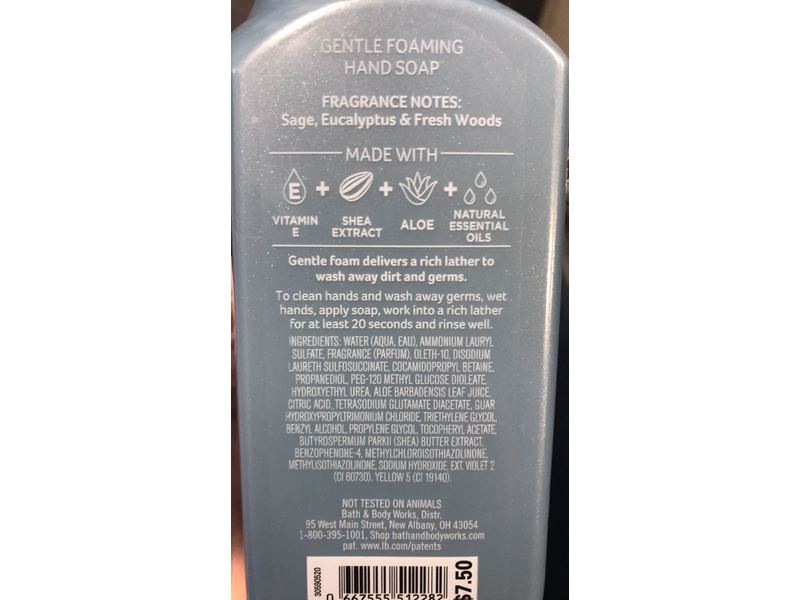 GENTLE FOAMING
HAND SOAP
FRAGRANCE NOTES:
Sage, Eucalyptus & Fresh Woods
MADE WITH
E + + +
VITAMIN E
SHEA EXTRACT
ALOE
NATURAL ESSENTIAL OILS
Gentle foam delivers a rich lather to
wash away dirt and germs.
To clean hands and wash away germs, wet
hands, apply soap, work into a rich lather
for at least 20 seconds and rinse well.
INGREDIENTS: WATER (AQUA, EAU), AMMONIUM LAURYL
SULFATE, FRAGRANCE (PARFUM), OLETH-10, DISODIUM
LAURETH SULFOSUCCINATE, COCAMIDOPROPYL BETAINE,
PROPANEDIOL, PEG-120 METHYL GLUCOSE DIOLEATE,
HYDROXYETHYL UREA, ALOE BARBADENSIS LEAF JUICE,
CITRIC ACID, TETRASODIUM GLUTAMATE DIACETATE, GUAR
HYDROXYPROPYLTRIMONIUM CHLORIDE, TRIETHYLENE GLYCOL,
BENZYL ALCOHOL, PROPYLENE GLYCOL, TOCOPHERYL ACETATE,
BUTYROSPERMUM PARKII (SHEA) BUTTER EXTRACT,
BENZOPHENONE-4, METHYLCHLOROISOTHIAZOLINONE,
METHYLISOTHIAZOLINONE, SODIUM HYDROXIDE, EXT. VIOLET 2
(CI 60730), YELLOW 5 (CI 19140).
NOT TESTED ON ANIMALS
Bath & Body Works, Distr.
95 West Main Street, New Albany, OH 43054
1-800-395-1001, Shop bathandbodyworks.com
pat. www.lb.com/patents
30590520
0 667555 512282
$7.50